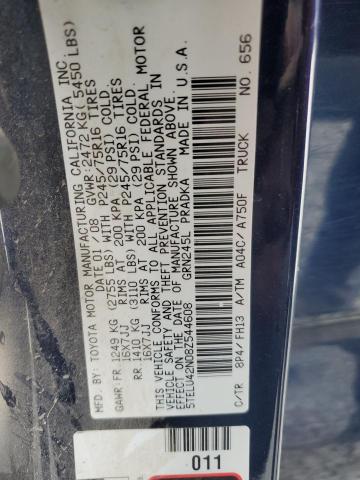 MFD. BY: TOYOTA MOTOR MANUFACTURING CALIFORNIA INC.
DATE: 01/08 GVWR: 2472 KG (5450 LBS)
GAWR: FR. 1249 KG (2755 LBS) WITH P245/75R16 TIRES
16X7JJ RIMS AT 200 KPA (29 PSI) COLD.
RR. 1410 KG (3110 LBS) WITH P245/75R16 TIRES
16X7JJ RIMS AT 200 KPA (29 PSI) COLD.
THIS VEHICLE CONFORMS TO ALL APPLICABLE FEDERAL MOTOR
VEHICLE SAFETY AND THEFT PREVENTION STANDARDS IN
EFFECT ON THE DATE OF MANUFACTURE SHOWN ABOVE.
5TELU42N08Z544608 GRN245L PRADKA MADE IN U.S.A.
TRUCK NO. 656
C/TR 8P4/FH13 A/TM A04C/A750F
011